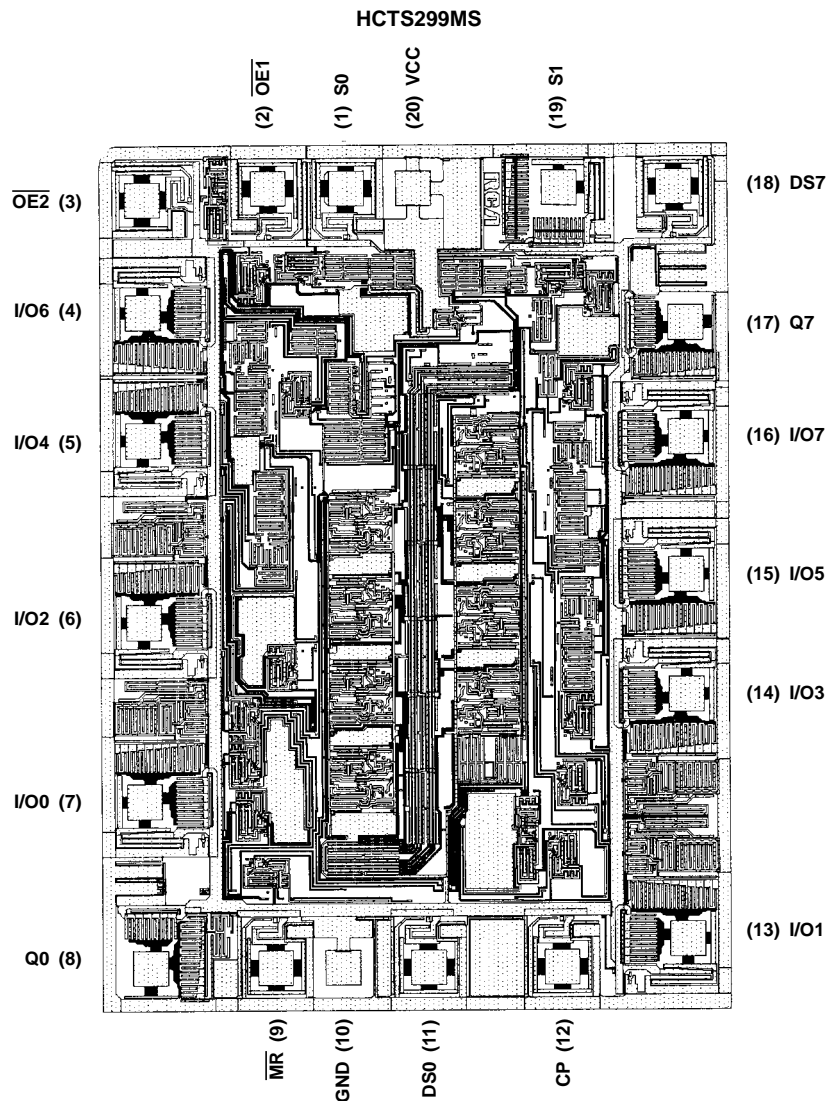 HCTS299MS
(2) OE1
(1) S0
(20) VCC
(19) S1
OE2 (3)
(18) DS7
RCA
I/O6 (4)
(17) Q7
I/O4 (5)
(16) I/O7
(15) I/O5
I/O2 (6)
(14) I/O3
I/O0 (7)
(13) I/O1
Q0 (8)
MR (9)
GND (10)
DS0 (11)
CP (12)